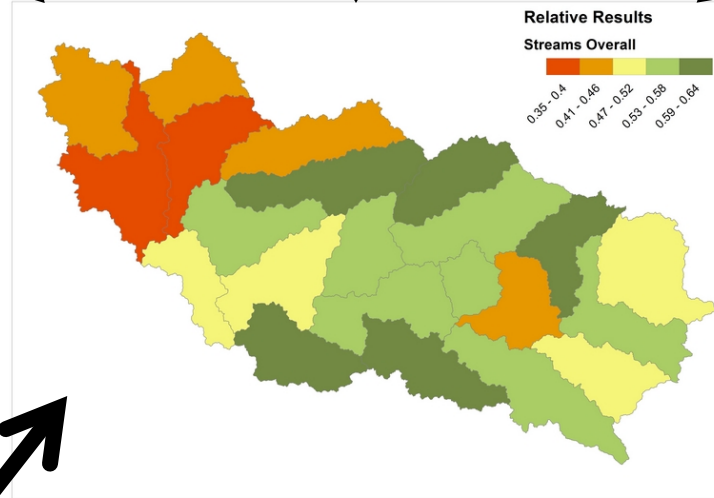 Relative Results
Streams Overall
0.35 - 0.4
0.41 - 0.46
0.47 - 0.52
0.53 - 0.58
0.59 - 0.64